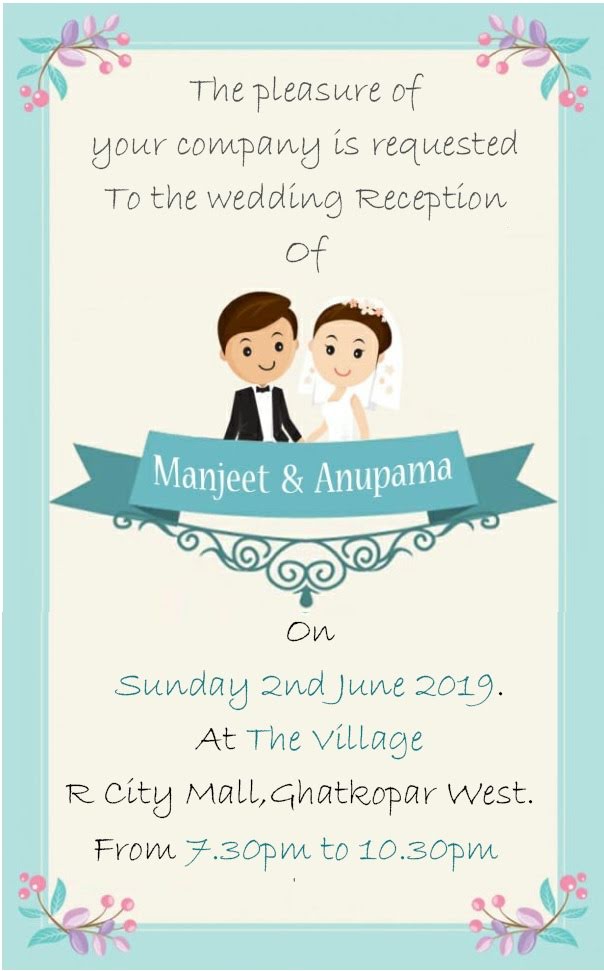 The pleasure of
your company is requested
To the wedding Reception
Of
Manjeet & Anupama
On
Sunday 2nd June 2019.
At The Village
R City Mall,Ghatkopar West.
From 7.30pm to 10.30pm